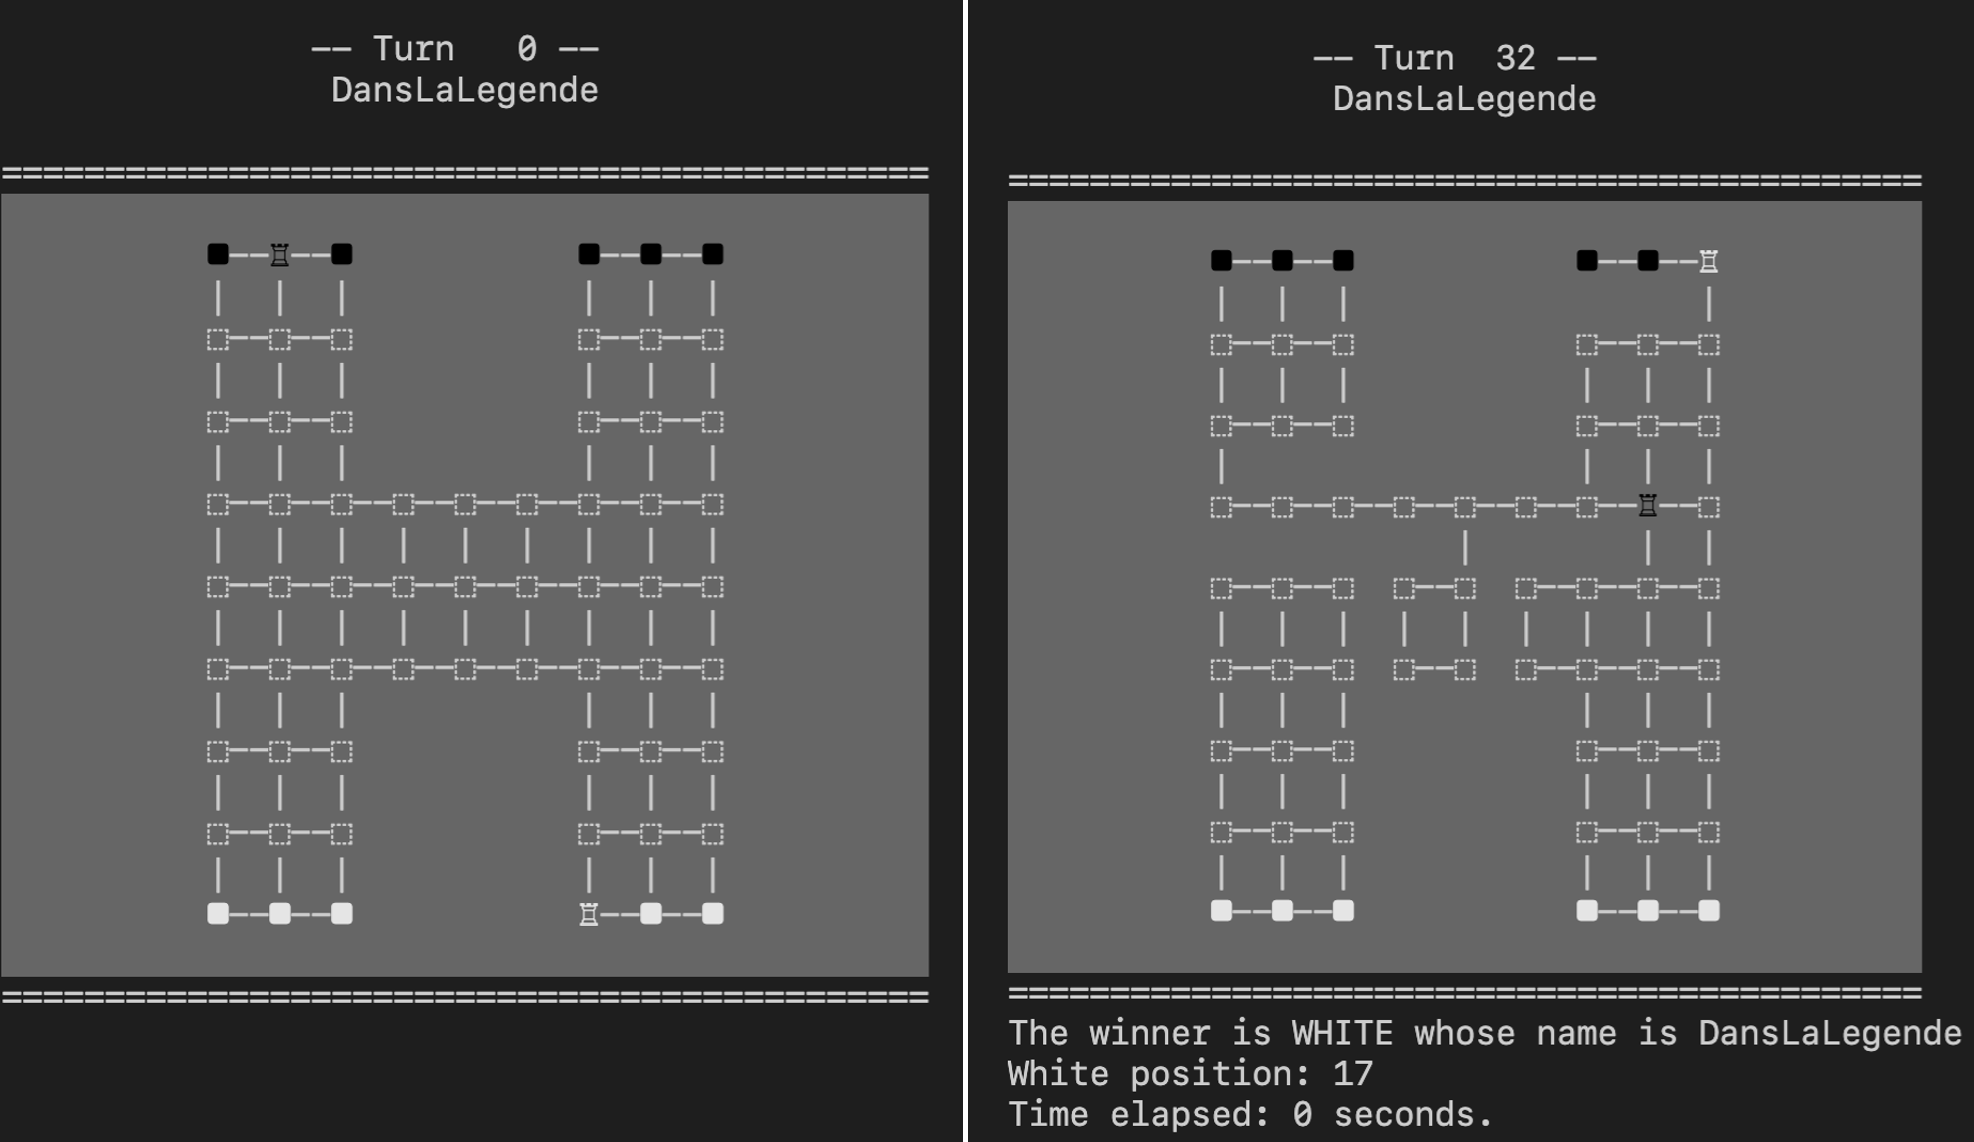 —— Turn   0 ——
DansLaLegende
—— Turn  32 ——
DansLaLegende
The winner is WHITE whose name is DansLaLegende
White position: 17
Time elapsed: 0 seconds.